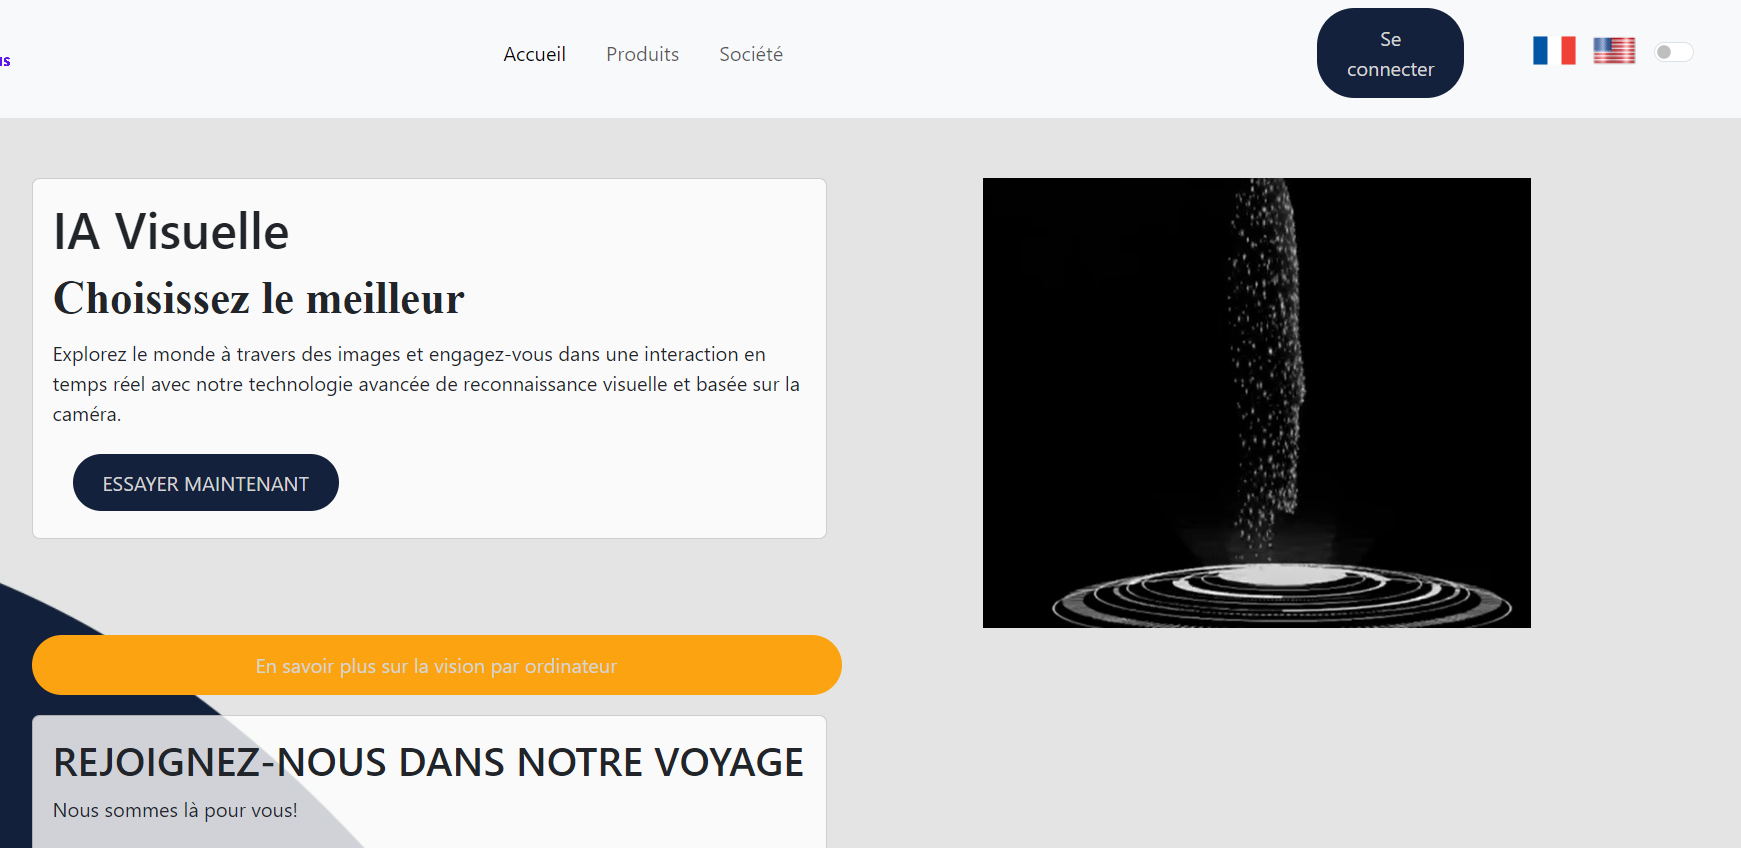 Accueil Produits Société
Se
connecter
IA Visuelle
Choisissez le meilleur
Explorez le monde à travers des images et engagez-vous dans une interaction en
temps réel avec notre technologie avancée de reconnaissance visuelle et basée sur la
caméra.
ESSAYER MAINTENANT
En savoir plus sur la vision par ordinateur
REJOIGNEZ-NOUS DANS NOTRE VOYAGE
Nous sommes là pour vous!